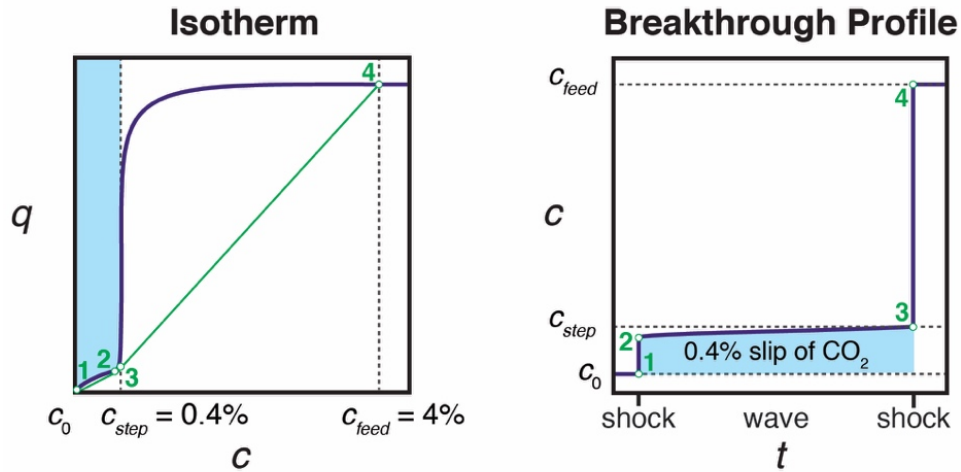 Isotherm
q
1
2
3
4
c0
cstep = 0.4%
cfeed = 4%
c
Breakthrough Profile
cfeed
4
c
cstep
3
2
0.4% slip of CO2
1
c0
shock
wave
shock
t